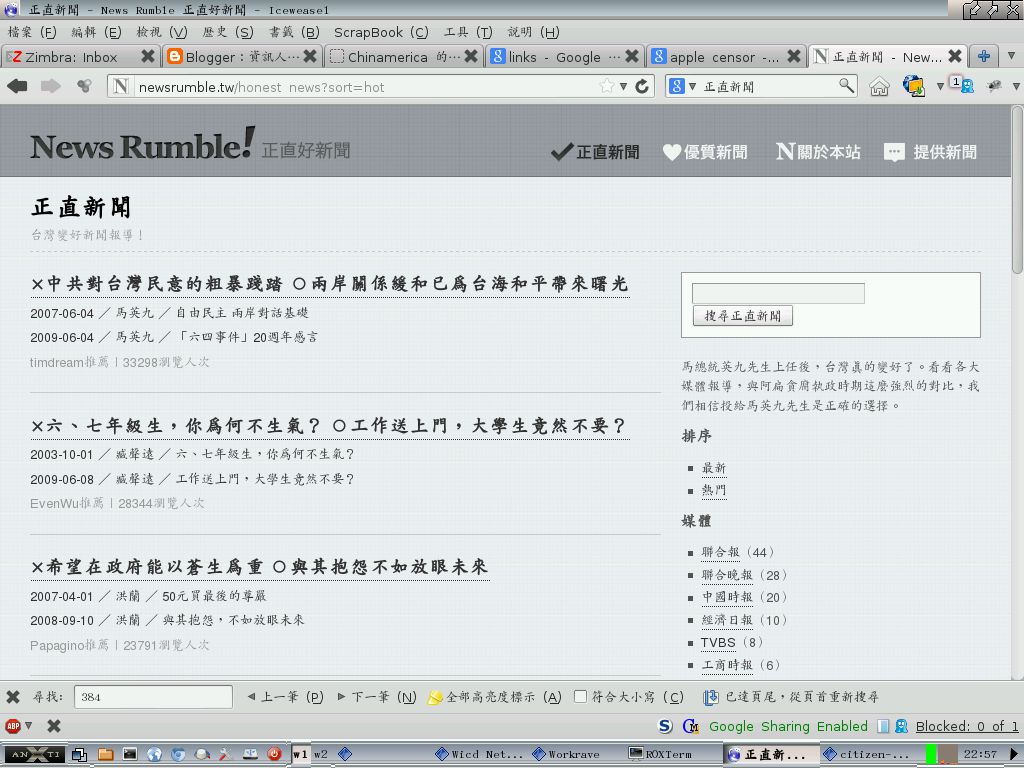 正直新聞 - News Rumble 正直好新聞 - Iceweasel
檔案 (F) 編輯 (E) 檢視 (V) 歷史 (S) 書籤 (B) ScrapBook (C) 工具 (T) 說明 (H)
Zimbra: Inbox Blogger：資訊人… Chinamerica 的… links - Google … apple censor -... 正直新聞 - New...
newsrumble.tw/honest_news?sort=hot 正直新聞 1
News Rumble! 正直好新聞 正直新聞 優質新聞 關於本站 提供新聞
正直新聞
台灣變好新聞報導！
×中共對台灣民意的粗暴踐踏 ○兩岸關係緩和已為台海和平帶來曙光
2007-06-04 ／ 馬英九 ／ 自由民主 兩岸對話基礎
2009-06-04 ／ 馬英九 ／ 「六四事件」20週年感言
timdream推薦 | 33298瀏覽人次
×六、七年級生，你為何不生氣？ ○工作送上門，大學生竟然不要？
2003-10-01 ／ 臧聲遠 ／ 六、七年級生，你為何不生氣？
2009-06-08 ／ 臧聲遠 ／ 工作送上門，大學生竟然不要？
EvenWu推薦 | 28344瀏覽人次
×希望在政府能以蒼生為重 ○與其抱怨不如放眼未來
2007-04-01 ／ 洪蘭 ／ 50元買最後的尊嚴
2008-09-10 ／ 洪蘭 ／ 與其抱怨，不如放眼未來
Papagino推薦 | 23791瀏覽人次
搜尋正直新聞
馬總統英九先生上任後，台灣真的變好了。看看各大
媒體報導，與阿扁貪腐執政時期這麼強烈的對比，我
們相信投給馬英九先生是正確的選擇。
排序
最新
熱門
媒體
聯合報（44）
聯合晚報（28）
中國時報（20）
經濟日報（10）
TVBS（8）
工商時報（6）
尋找: 384 上一筆 (P) 下一筆 (N) 全部高亮度標示 (A) 符合大小寫 (C) 已達頁尾，從頁首重新搜尋
ABP S Google Sharing Enabled Blocked: 0 of 1
ANTIX w1 w2 Wicd Net... Workrave ROXTerm 正直新... citizen-... 22:57